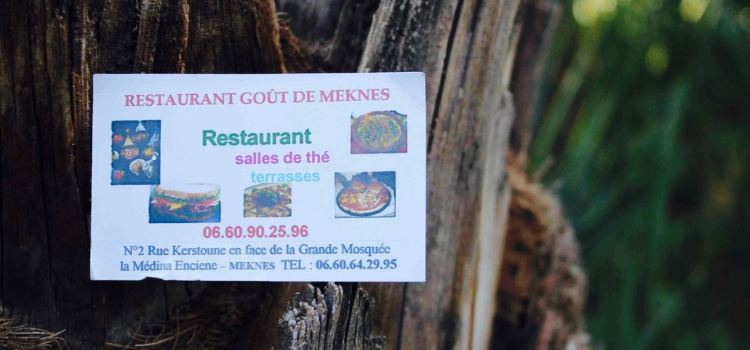 RESTAURANT GOÛT DE MEKNES
Restaurant
salles de thé
terrasses
06.60.90.25.96
N°2 Rue Kerstoune en face de la Grande Mosquée
la Médina Enciene – MEKNES TEL : 06.60.64.29.95